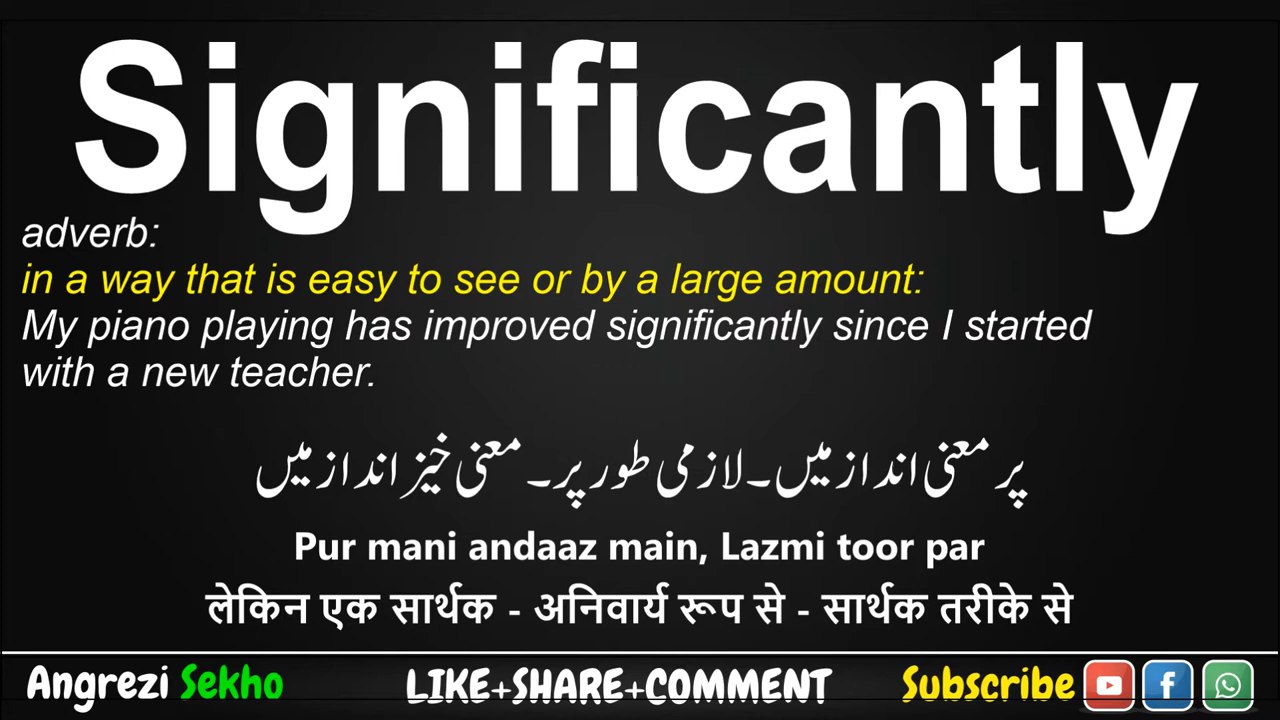 Significantly
adverb:
in a way that is easy to see or by a large amount:
My piano playing has improved significantly since I started
with a new teacher.
پر معنی انداز میں۔لازمی طور پر۔ معنی خیز انداز میں
Pur mani andaaz main, Lazmi toor par
लेकिन एक सार्थक - अनिवार्य रूप से - सार्थक तरीके से
Angrezi Sekho LIKE+SHARE+COMMENT Subscribe